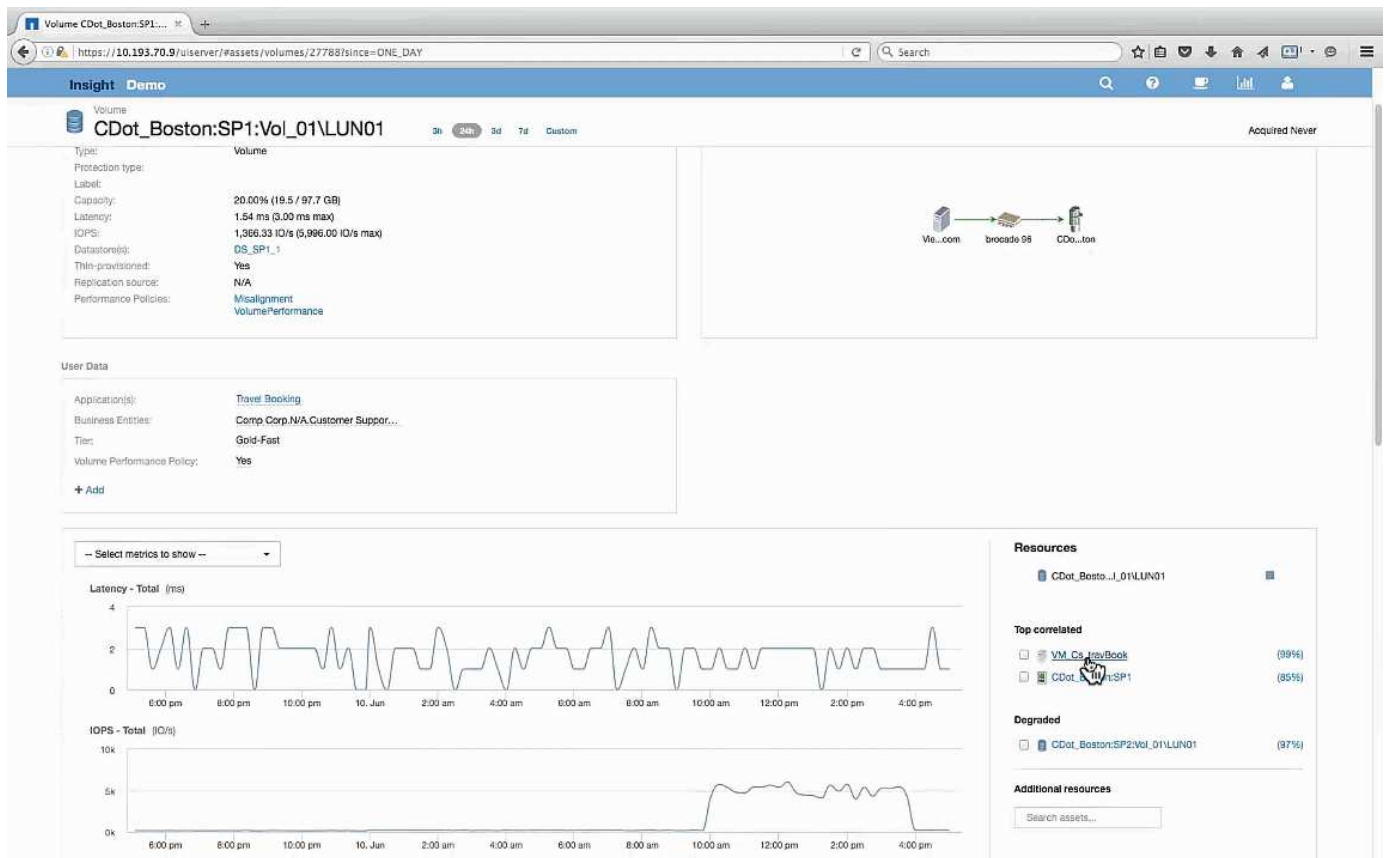 Volume CDot_Boston:SP1:... × +
https://10.193.70.9/uiserver/#assets/volumes/27788?since=ONE_DAY Search
Insight Demo
Volume
CDot_Boston:SP1:Vol_01\LUN01 3h 24h 3d 7d Custom Acquired Never
Type: Volume
Protection type:
Label:
Capacity: 20.00% (19.5 / 97.7 GB)
Latency: 1.54 ms (3.00 ms max)
IOPS: 1,366.33 IO/s (5,996.00 IO/s max)
Datastore(s): DS_SP1_1
Thin-provisioned: Yes
Replication source: N/A
Performance Policies: Misalignment
VolumePerformance
Vie...com brocade 96 CDo...ton
User Data
Application(s): Travel Booking
Business Entities: Comp Corp.N/A.Customer Suppor...
Tier: Gold-Fast
Volume Performance Policy: Yes
+ Add
-- Select metrics to show --
Latency - Total (ms)
4
2
0
6:00 pm 8:00 pm 10:00 pm 10. Jun 2:00 am 4:00 am 6:00 am 8:00 am 10:00 am 12:00 pm 2:00 pm 4:00 pm
IOPS - Total (IO/s)
10k
5k
0k
6:00 pm 8:00 pm 10:00 pm 10. Jun 2:00 am 4:00 am 6:00 am 8:00 am 10:00 am 12:00 pm 2:00 pm 4:00 pm
Resources
CDot_Bosto...l_01\LUN01
Top correlated
VM_Cs_travBook (99%)
:SP1 (85%)
Degraded
CDot_Boston:SP2:Vol_01\LUN01 (97%)
Additional resources
Search assets...